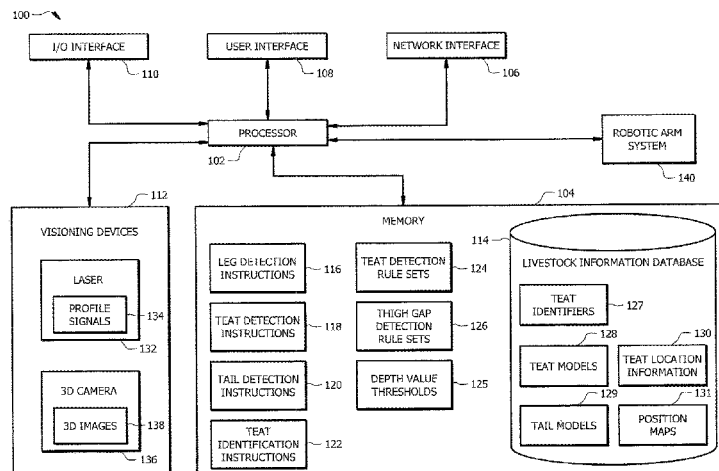 100
I/O INTERFACE
110
USER INTERFACE
108
NETWORK INTERFACE
106
PROCESSOR
102
ROBOTIC ARM
SYSTEM
140
112
VISIONING DEVICES
LASER
PROFILE
SIGNALS
134
132
3D CAMERA
3D IMAGES
138
136
104
MEMORY
LEG DETECTION
INSTRUCTIONS
116
TEAT DETECTION
INSTRUCTIONS
118
TAIL DETECTION
INSTRUCTIONS
120
TEAT
IDENTIFICATION
INSTRUCTIONS
122
TEAT DETECTION
RULE SETS
124
THIGH GAP
DETECTION
RULE SETS
126
DEPTH VALUE
THRESHOLDS
125
114
LIVESTOCK INFORMATION DATABASE
TEAT
IDENTIFIERS
127
128
TEAT MODELS
130
TEAT LOCATION
INFORMATION
129
TAIL MODELS
131
POSITION
MAPS